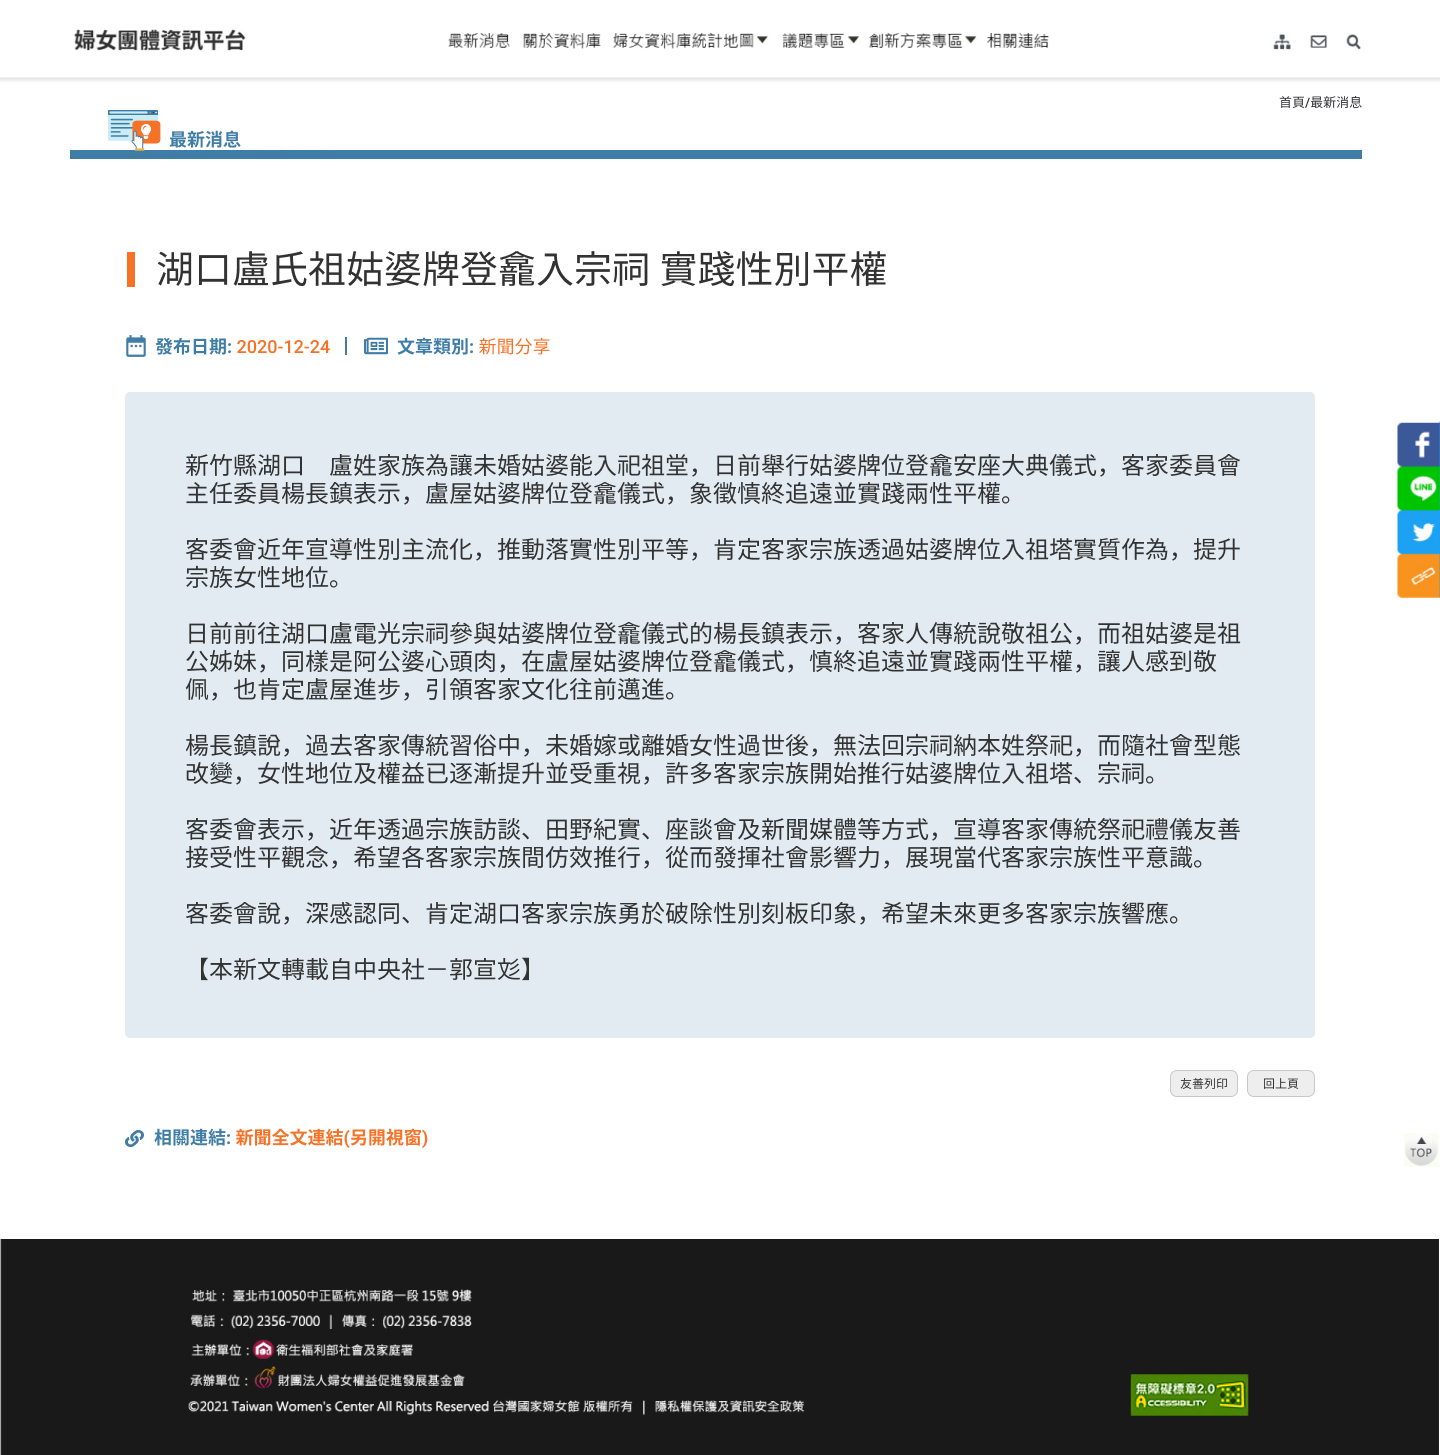 婦女團體資訊平台
最新消息 關於資料庫 婦女資料庫統計地圖 議題專區 創新方案專區 相關連結
首頁/最新消息
最新消息
湖口盧氏祖姑婆牌登龕入宗祠 實踐性別平權
發布日期: 2020-12-24 | 文章類別: 新聞分享
新竹縣湖口　盧姓家族為讓未婚姑婆能入祀祖堂，日前舉行姑婆牌位登龕安座大典儀式，客家委員會
主任委員楊長鎮表示，盧屋姑婆牌位登龕儀式，象徵慎終追遠並實踐兩性平權。
客委會近年宣導性別主流化，推動落實性別平等，肯定客家宗族透過姑婆牌位入祖塔實質作為，提升
宗族女性地位。
日前前往湖口盧電光宗祠參與姑婆牌位登龕儀式的楊長鎮表示，客家人傳統說敬祖公，而祖姑婆是祖
公姊妹，同樣是阿公婆心頭肉，在盧屋姑婆牌位登龕儀式，慎終追遠並實踐兩性平權，讓人感到敬
佩，也肯定盧屋進步，引領客家文化往前邁進。
楊長鎮說，過去客家傳統習俗中，未婚嫁或離婚女性過世後，無法回宗祠納本姓祭祀，而隨社會型態
改變，女性地位及權益已逐漸提升並受重視，許多客家宗族開始推行姑婆牌位入祖塔、宗祠。
客委會表示，近年透過宗族訪談、田野紀實、座談會及新聞媒體等方式，宣導客家傳統祭祀禮儀友善
接受性平觀念，希望各客家宗族間仿效推行，從而發揮社會影響力，展現當代客家宗族性平意識。
客委會說，深感認同、肯定湖口客家宗族勇於破除性別刻板印象，希望未來更多客家宗族響應。
【本新文轉載自中央社－郭宣彣】
LINE
友善列印 回上頁
相關連結: 新聞全文連結(另開視窗)
TOP
地址： 臺北市10050中正區杭州南路一段 15號 9樓
電話： (02) 2356-7000 | 傳真： (02) 2356-7838
主辦單位： 衛生福利部社會及家庭署
承辦單位： 財團法人婦女權益促進發展基金會
©2021 Taiwan Women's Center All Rights Reserved 台灣國家婦女館 版權所有 | 隱私權保護及資訊安全政策
無障礙標章2.0
ACCESSIBILITY